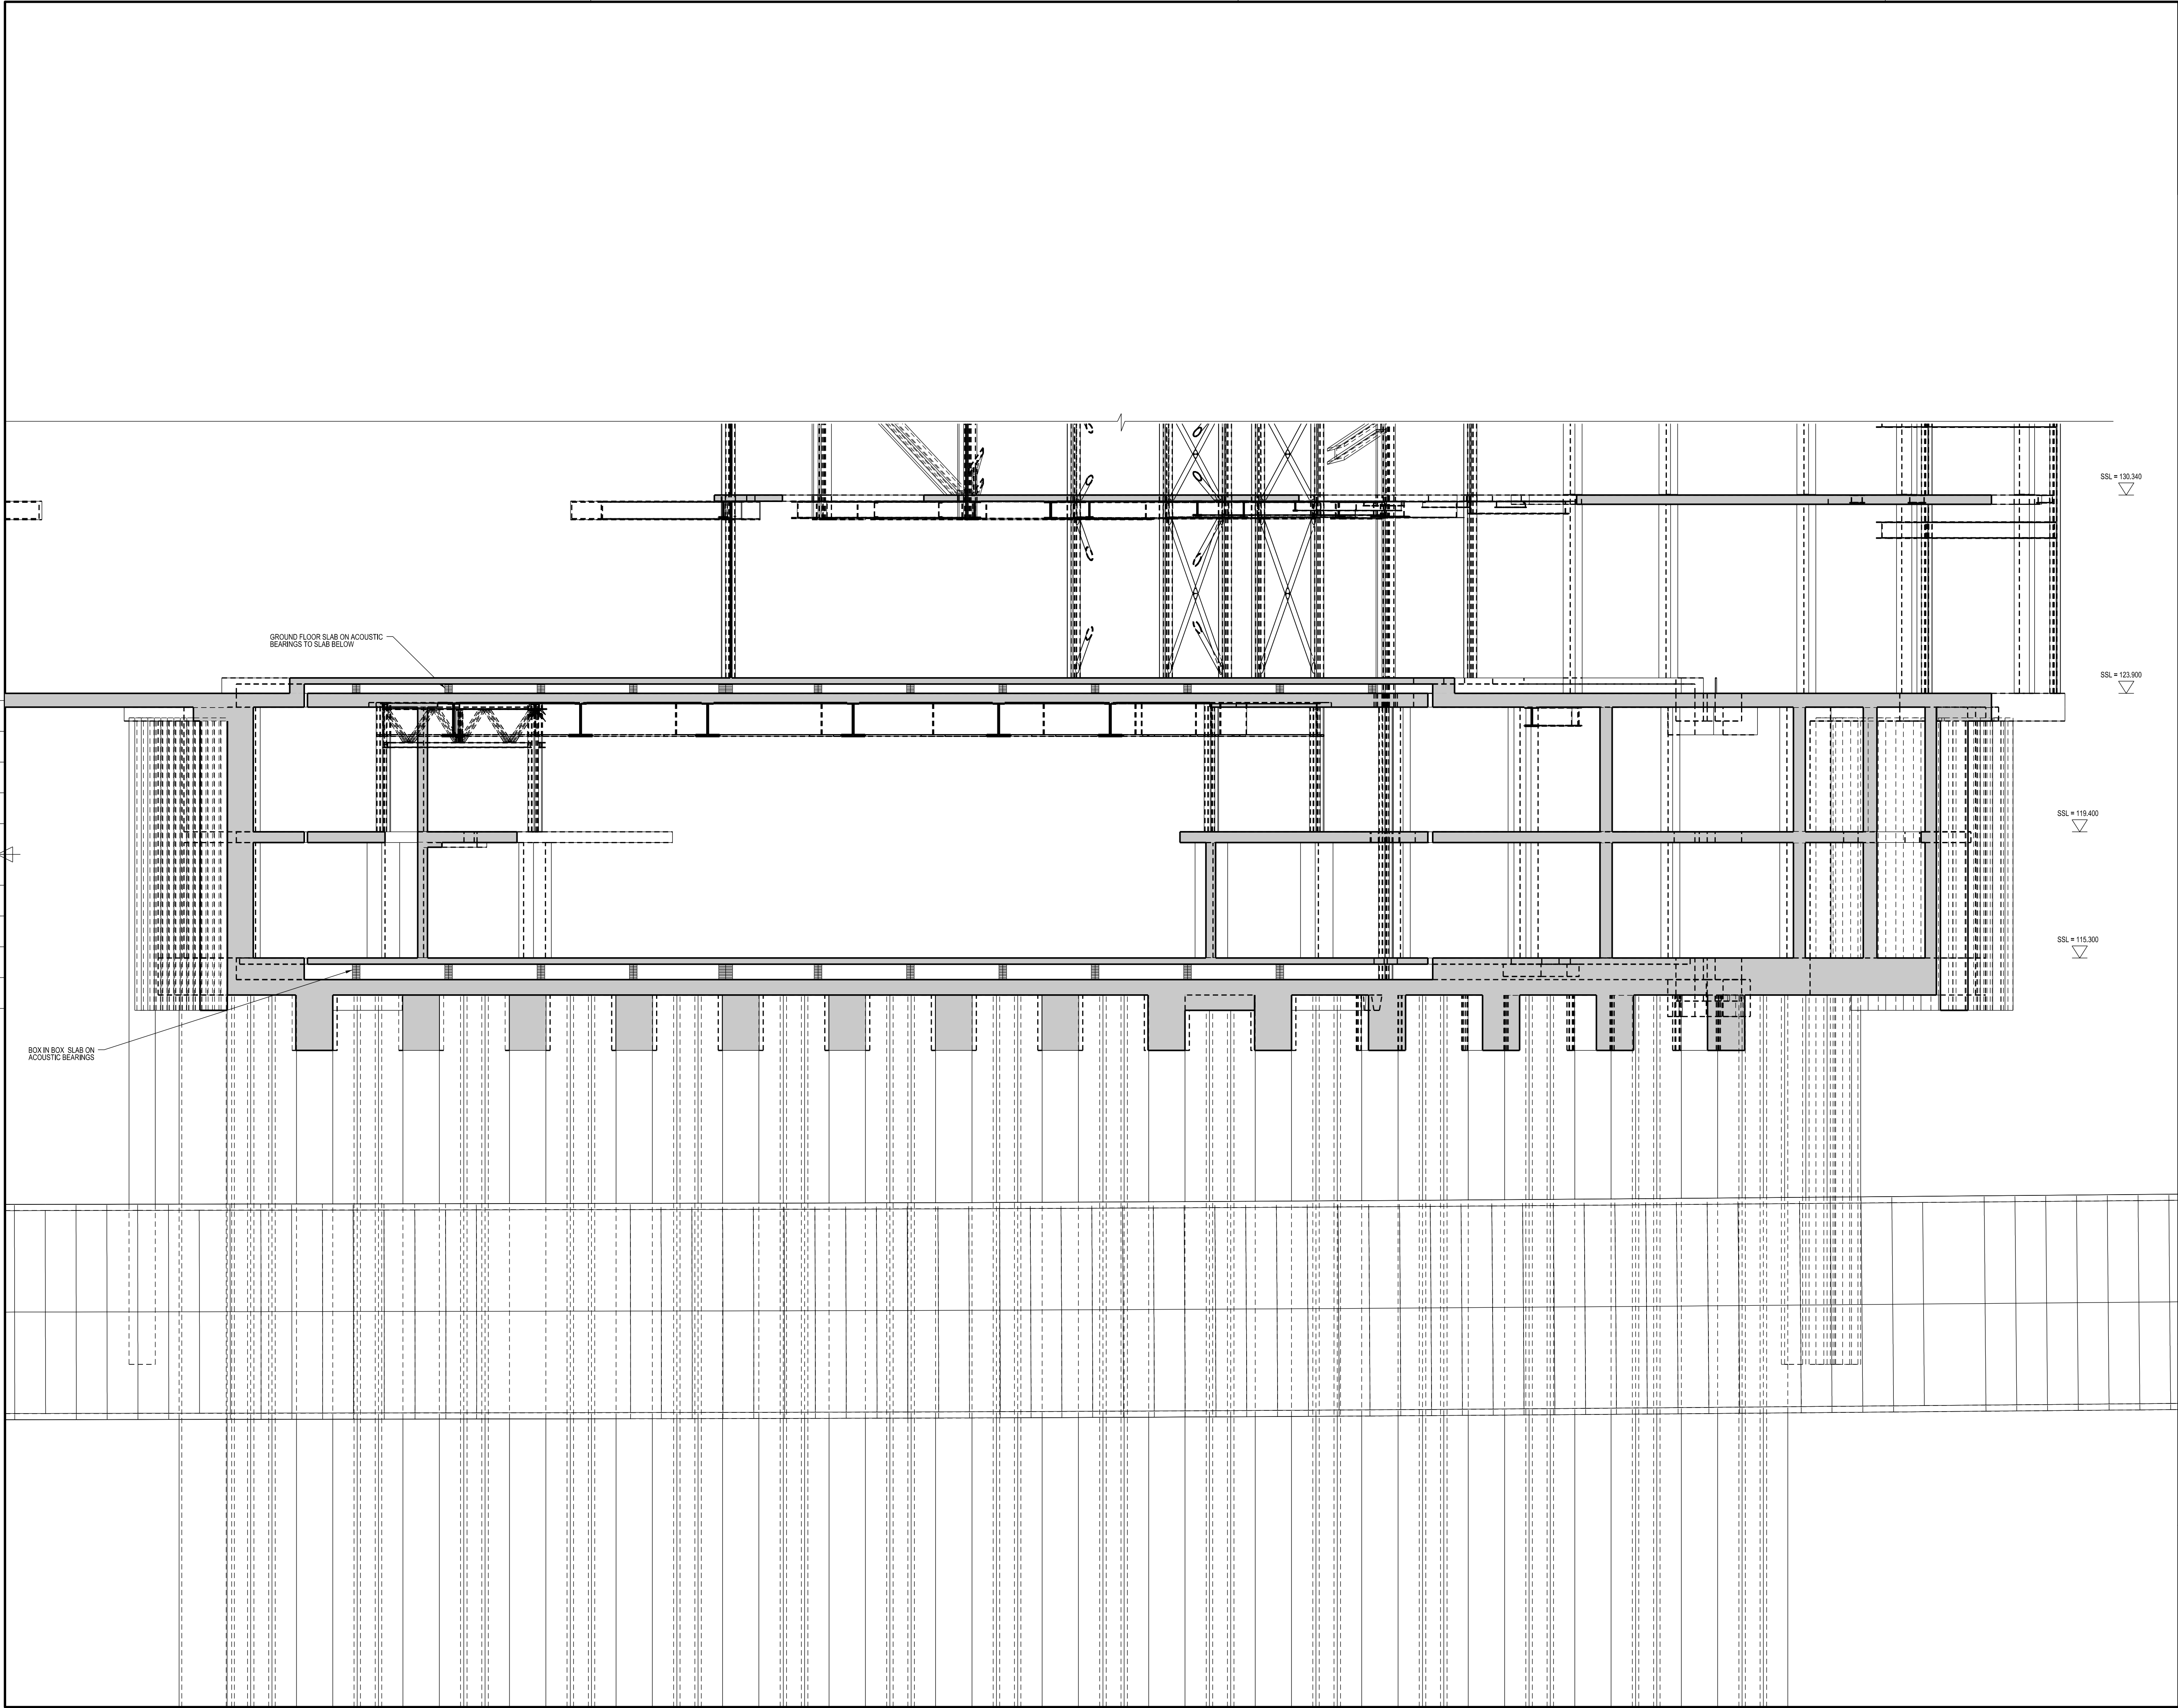 SSL = 130.340
GROUND FLOOR SLAB ON ACOUSTIC
BEARINGS TO SLAB BELOW
SSL = 123.900
SSL = 119.400
SSL = 115.300
BOX IN BOX SLAB ON
ACOUSTIC BEARINGS